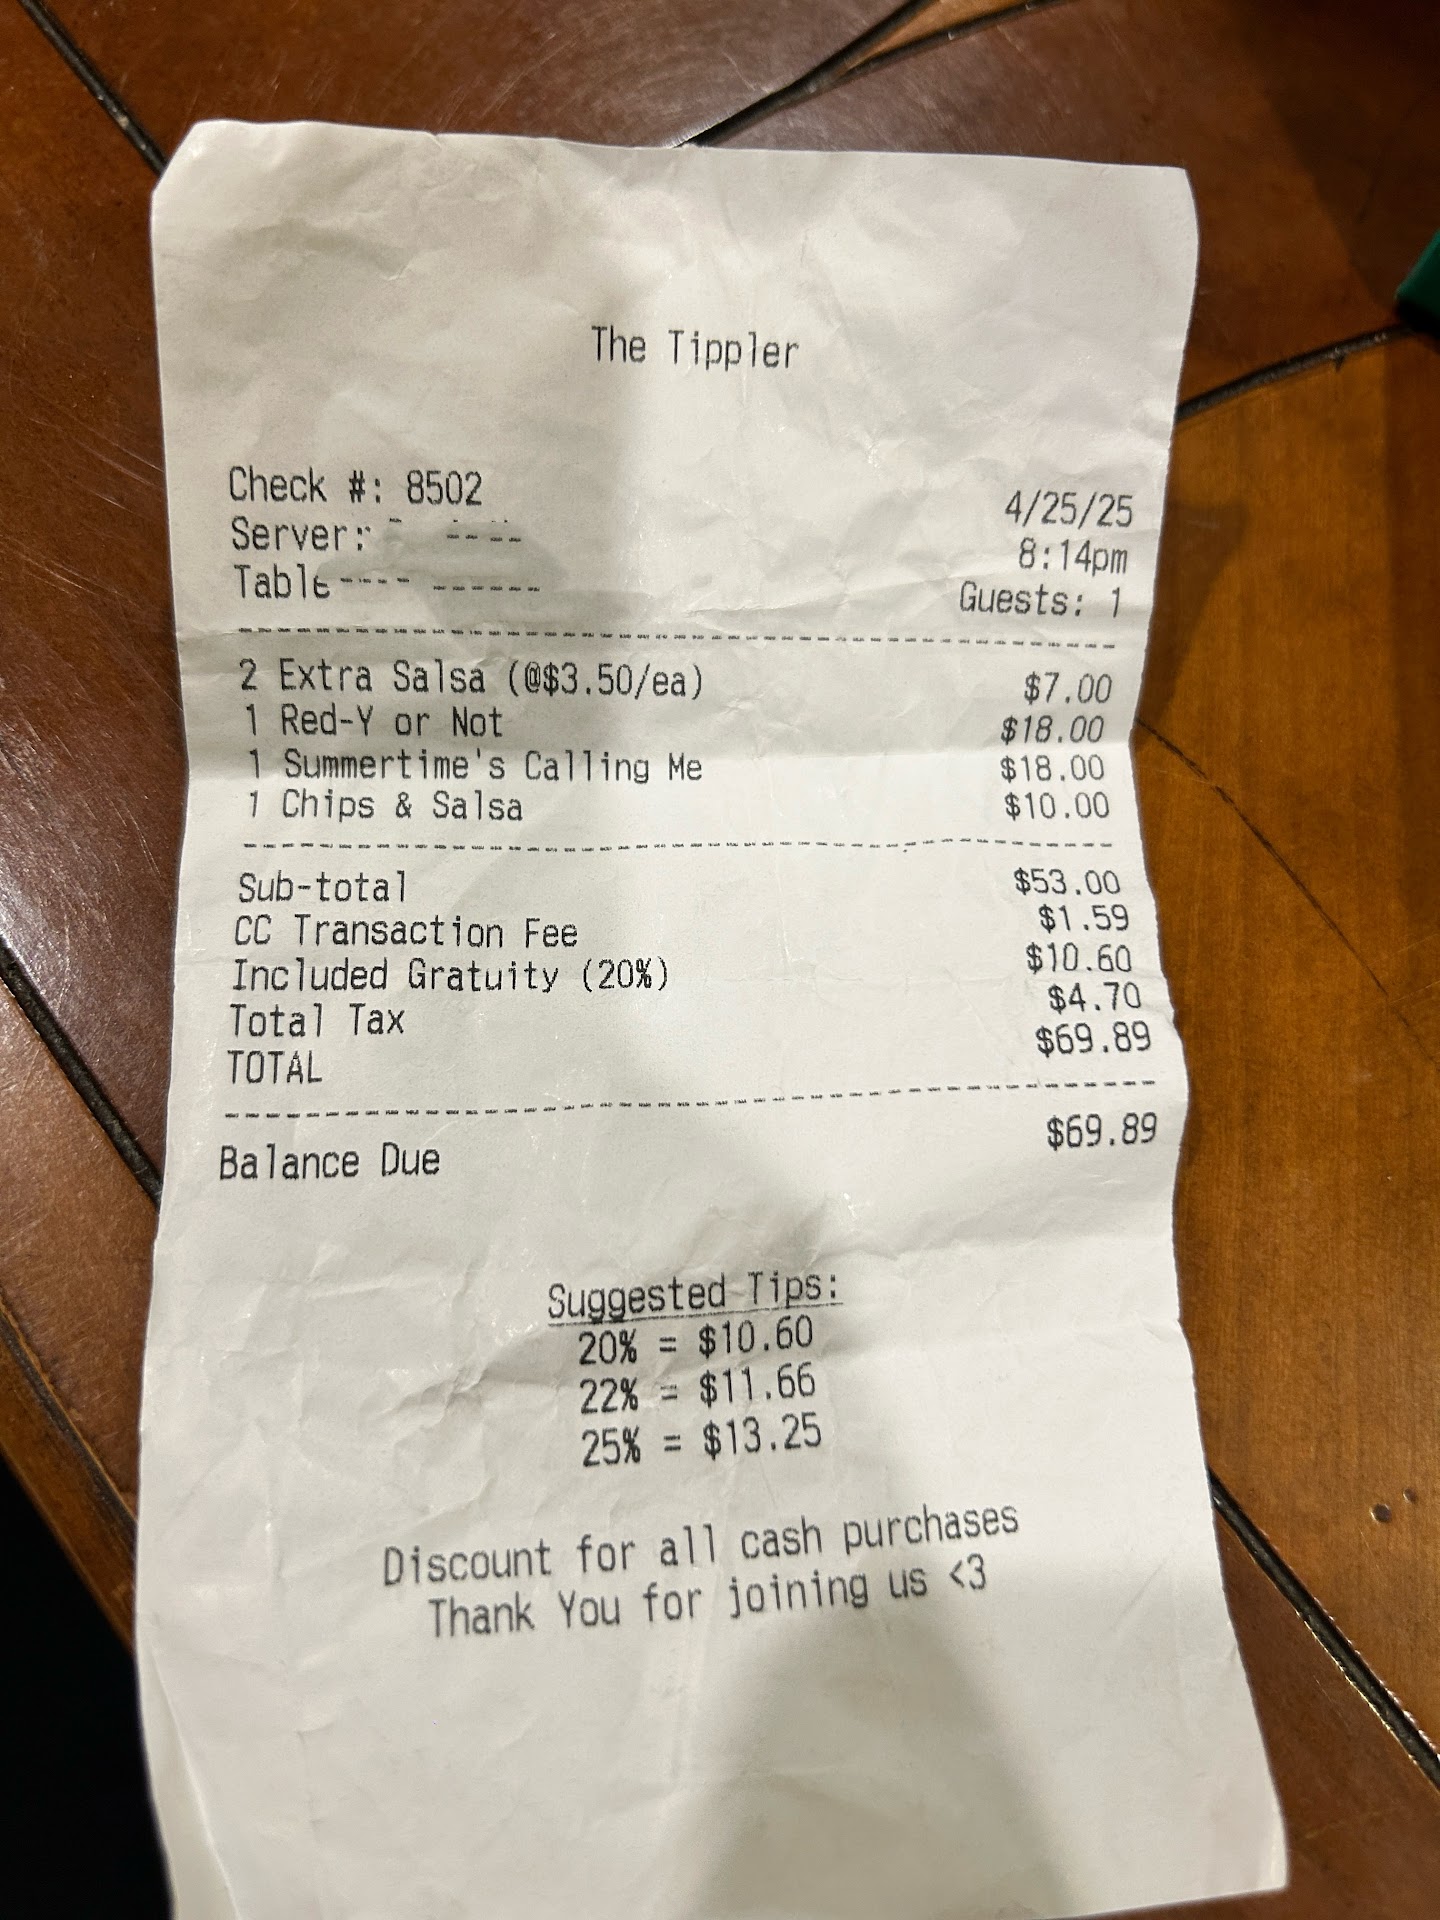 The Tippler
Check #: 8502
Server:
Table
4/25/25
8:14pm
Guests: 1
2 Extra Salsa (@$3.50/ea) $7.00
1 Red-Y or Not $18.00
1 Summertime's Calling Me $18.00
1 Chips & Salsa $10.00
Sub-total $53.00
CC Transaction Fee $1.59
Included Gratuity (20%) $10.60
Total Tax $4.70
TOTAL $69.89
Balance Due $69.89
Suggested Tips:
20% = $10.60
22% = $11.66
25% = $13.25
Discount for all cash purchases
Thank You for joining us <3